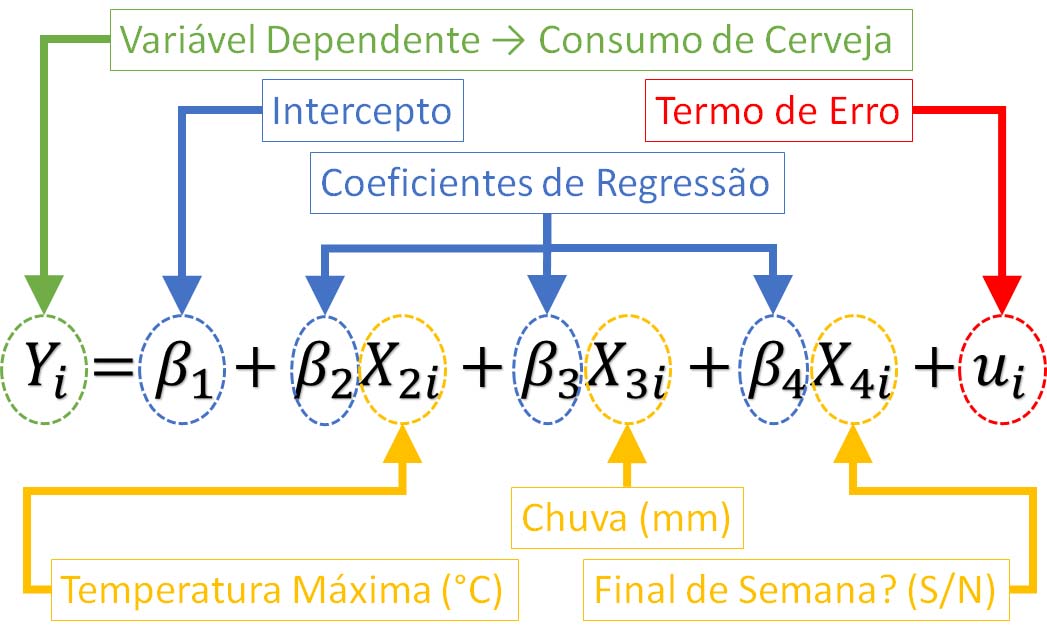 Variável Dependente → Consumo de Cerveja
Intercepto
Termo de Erro
Coeficientes de Regressão
Yᵢ = β₁ + β₂X₂ᵢ + β₃X₃ᵢ + β₄X₄ᵢ + uᵢ
Chuva (mm)
Temperatura Máxima (°C)
Final de Semana? (S/N)